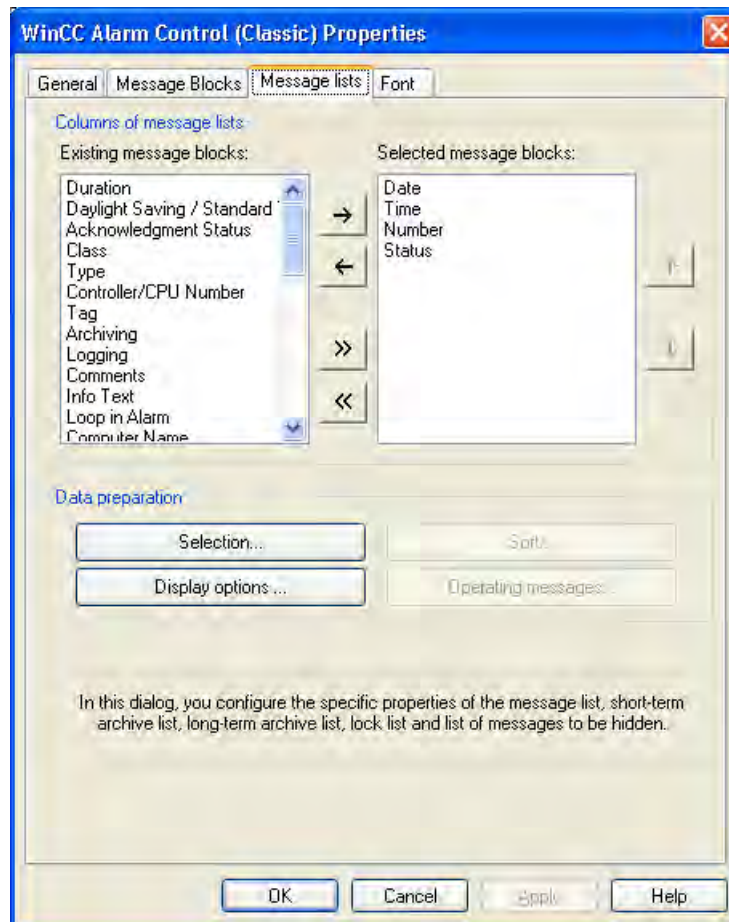 WinCC Alarm Control (Classic) Properties
General Message Blocks Message lists Font
Columns of message lists
Existing message blocks:
Duration
Daylight Saving / Standard
Acknowledgment Status
Class
Type
Controller/CPU Number
Tag
Archiving
Logging
Comments
Info Text
Loop in Alarm
Computer Name
→
←
>>
<<
Selected message blocks:
Date
Time
Number
Status
Data preparation
Selection... Sort...
Display options ... Operating messages...
In this dialog, you configure the specific properties of the message list, short-term
archive list, long-term archive list, lock list and list of messages to be hidden.
OK Cancel Apply Help